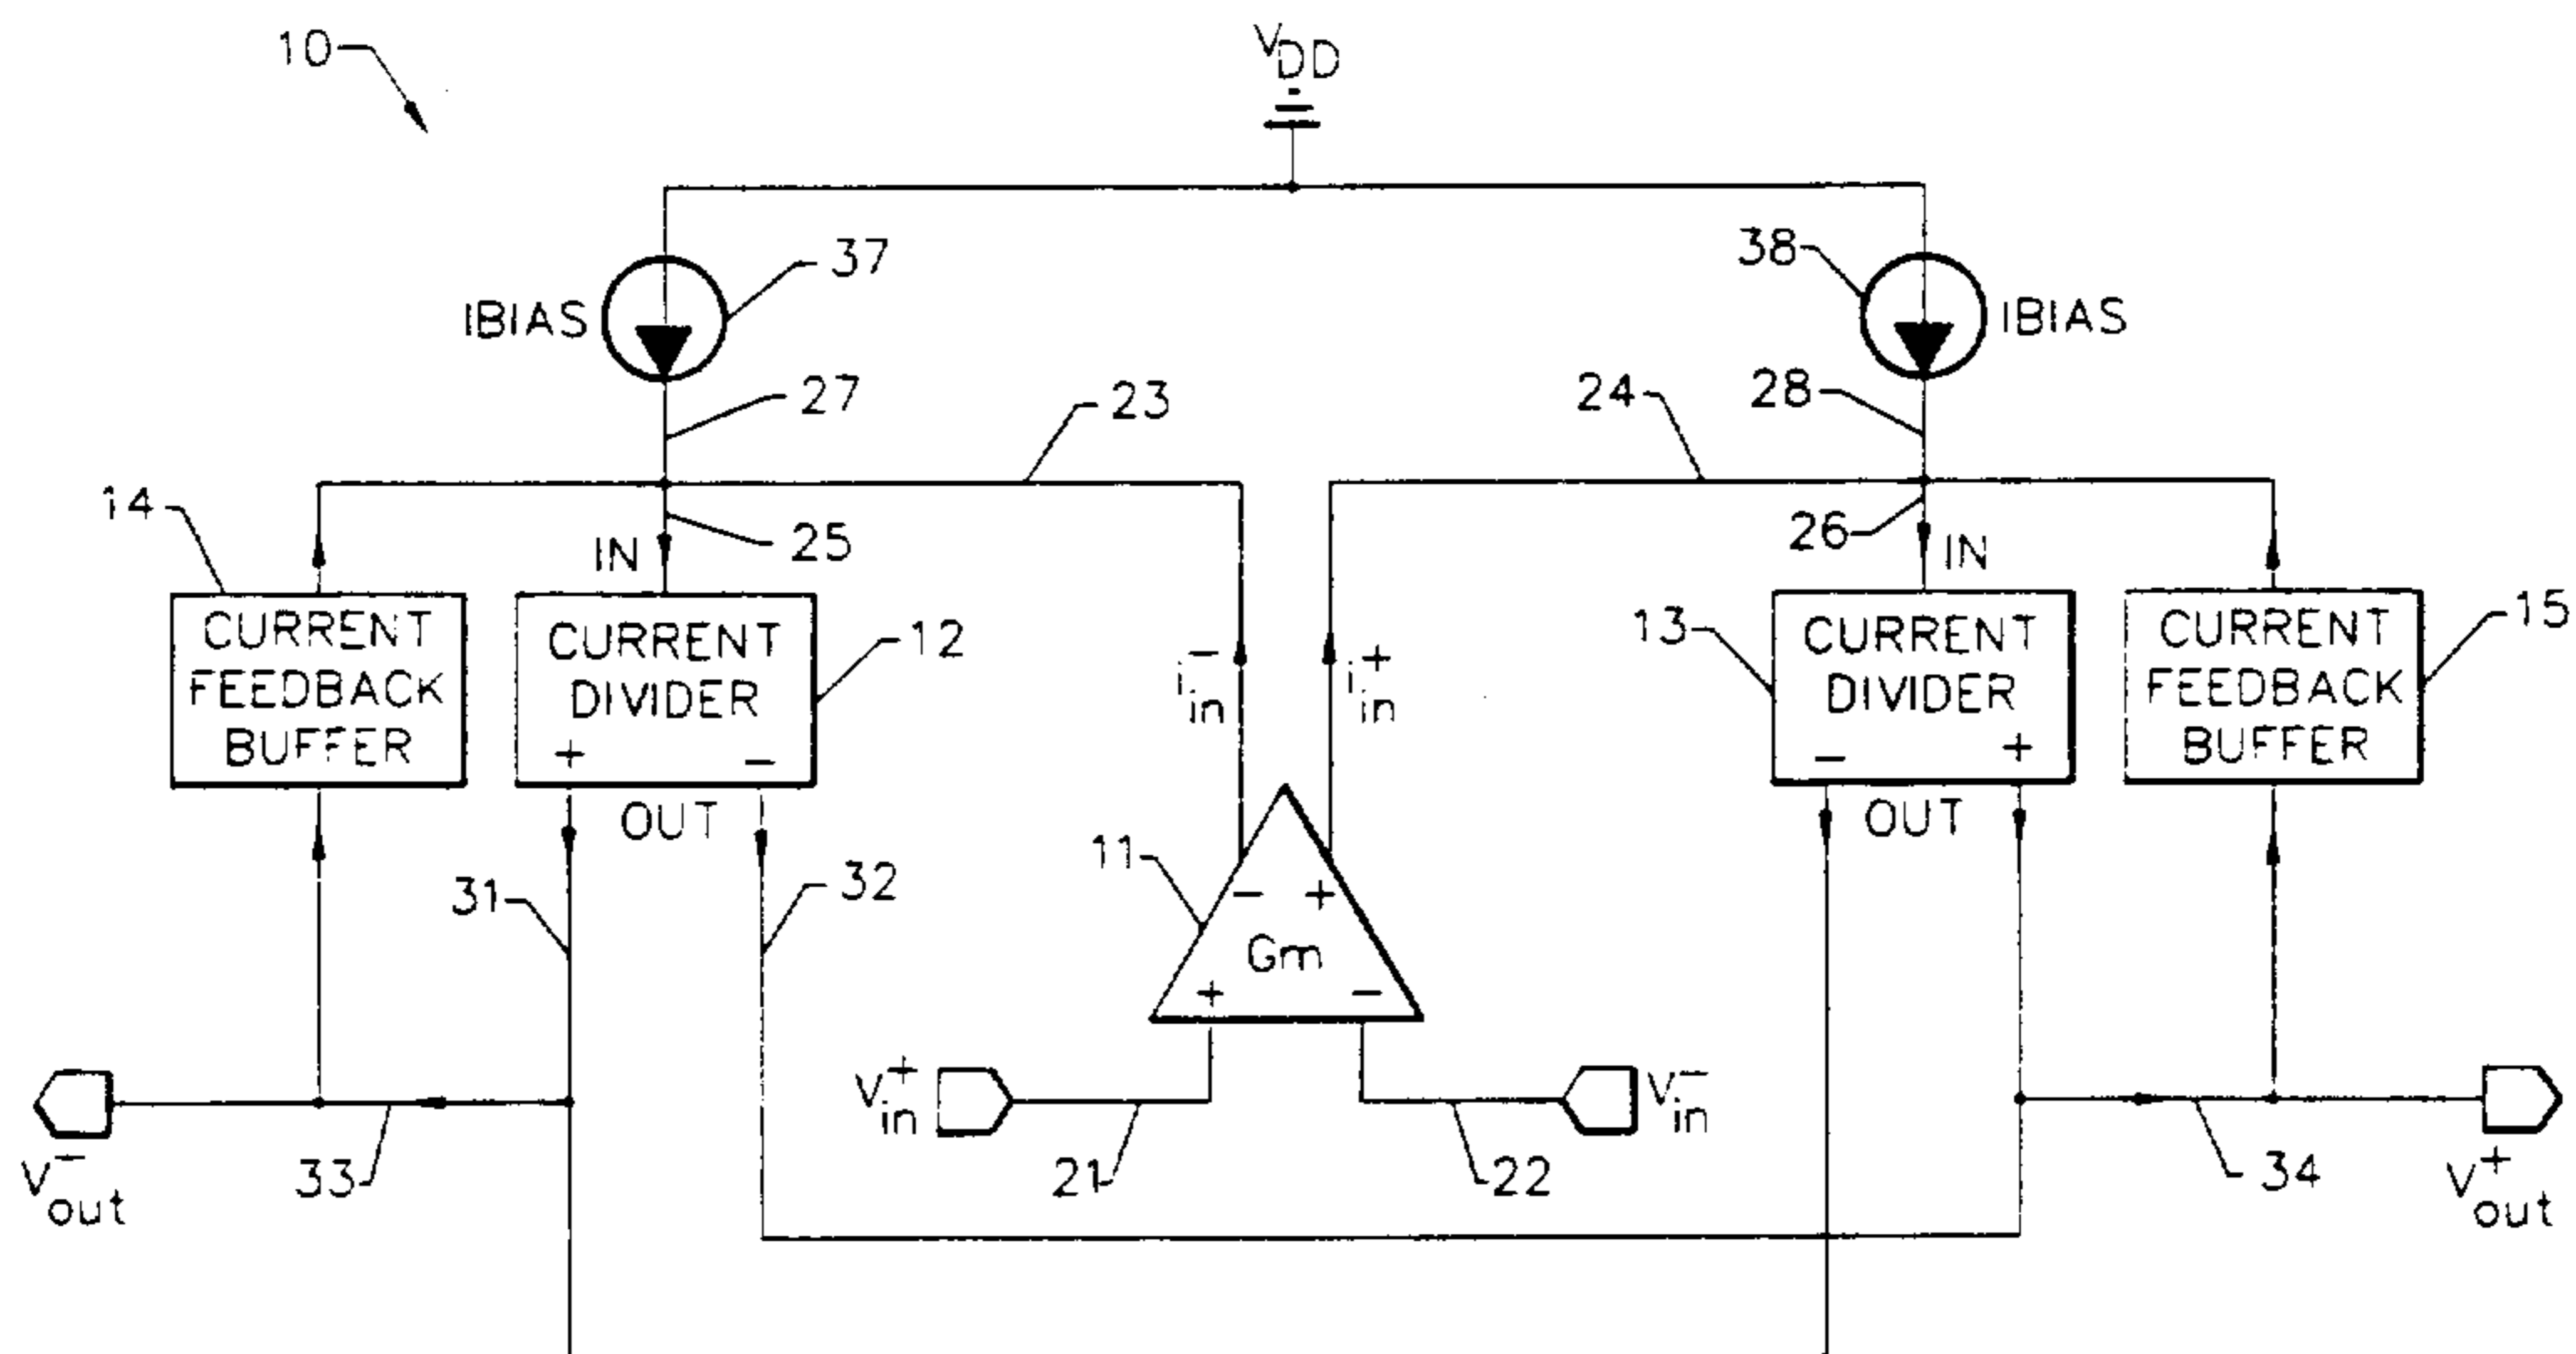 10
VDD
37
38
IBIAS
IBIAS
27
23
24
28
14
25
26
IN
IN
CURRENT
FEEDBACK
BUFFER
CURRENT
DIVIDER
+ −
12
i−in
i+in
13
CURRENT
DIVIDER
− +
CURRENT
FEEDBACK
BUFFER
15
OUT
OUT
11
− +
Gm
+ −
31
32
V+in
V−in
V−out
33
21
22
34
V+out